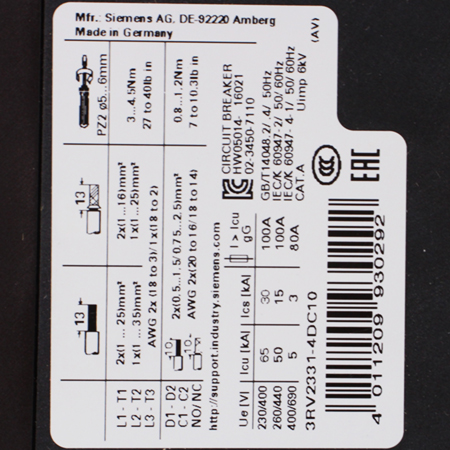 Mfr.: Siemens AG, DE-92220 Amberg
Made in Germany
(AV)
PZ2 ø5...6mm
3...4.5Nm
27 to 40lb in
0.8...1.2Nm
7 to 10.3lb in
13
2x(1...16)mm²
1x(1...25)mm²
13
2x(1...25)mm²
1x(1...35)mm²
AWG 2x (18 to 3)/1x(18 to 2)
10
10
2x(0.5...1.5/0.75...2.5)mm²
AWG 2x(20 to 16/18 to 14)
L1 - T1
L2 - T2
L3 - T3
D1 - D2
C1 - C2
NO/NC
http://support.industry.siemens.com
CIRCUIT BREAKER
HW05014- 16021
02-3450-7110
GB/T14048.2/.4/ 50Hz
IEC/K 60947-2/ 50/ 60Hz
IEC/K 60947- 4-1/ 50/ 60Hz
CAT.A Uimp 6kV
CCC
EAC
Ue [V] Icu [kA] Ics [kA] I > Icu gG
230/400 65 30 100A
260/440 50 15 100A
400/690 5 3 80A
3RV2331-4DC10
4 011209 930292